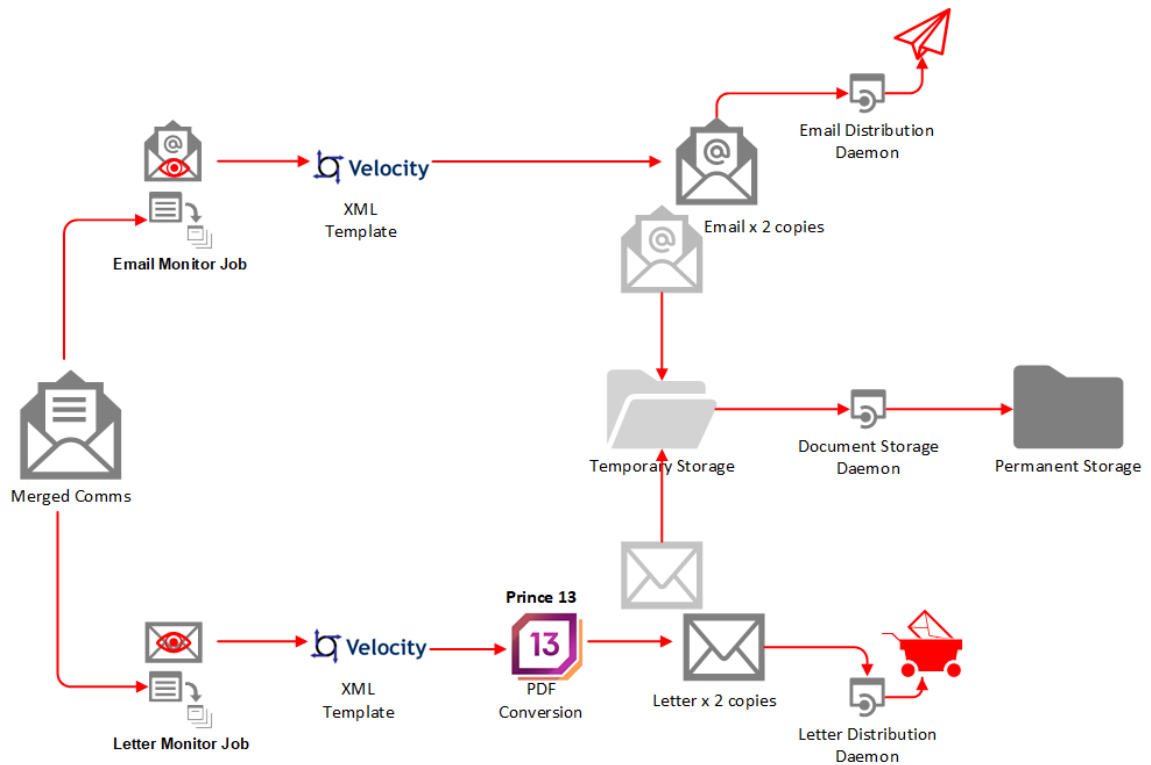 Email Distribution
Daemon
Velocity
XML
Template
Email x 2 copies
Email Monitor Job
Merged Comms
Temporary Storage
Document Storage
Daemon
Permanent Storage
Prince 13
13
Velocity
XML
Template
PDF
Conversion
Letter x 2 copies
Letter Monitor Job
Letter Distribution
Daemon